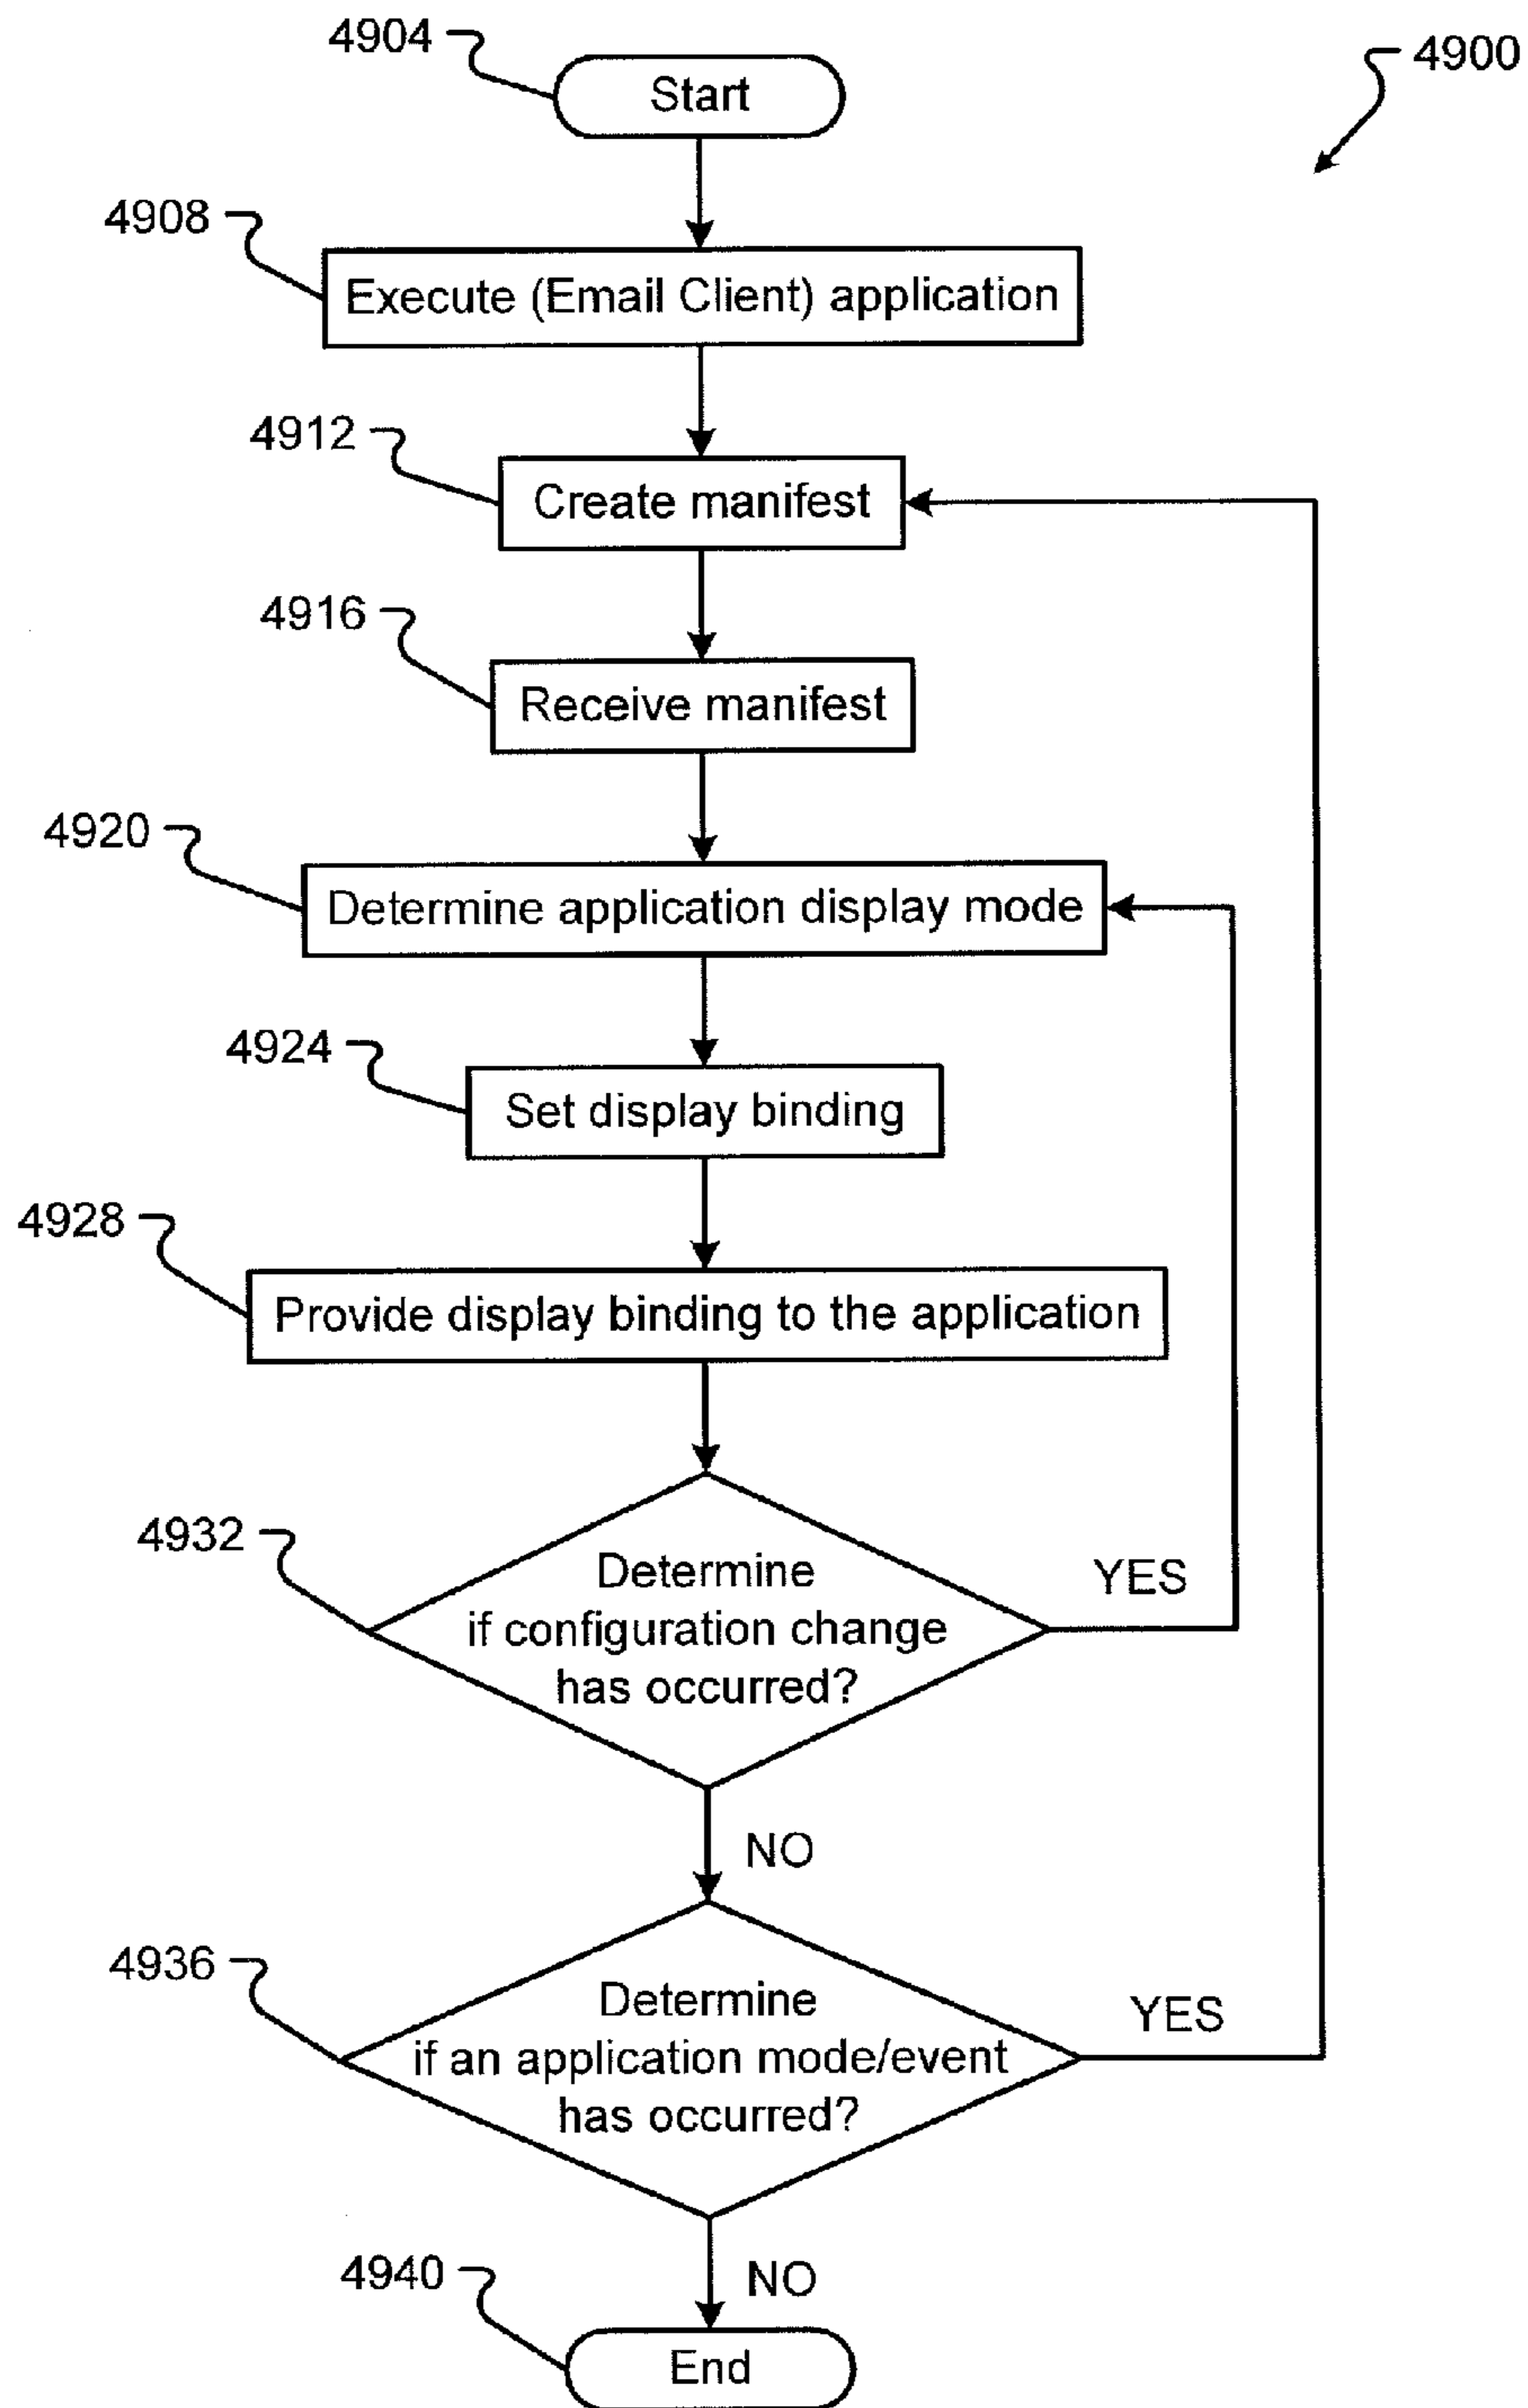 4904
Start
4900
4908
Execute (Email Client) application
4912
Create manifest
4916
Receive manifest
4920
Determine application display mode
4924
Set display binding
4928
Provide display binding to the application
4932
Determine
if configuration change
has occurred?
YES
NO
4936
Determine
if an application mode/event
has occurred?
YES
NO
4940
End